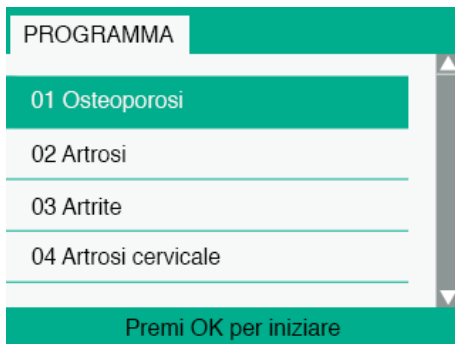 PROGRAMMA
01 Osteoporosi
02 Artrosi
03 Artrite
04 Artrosi cervicale
Premi OK per iniziare